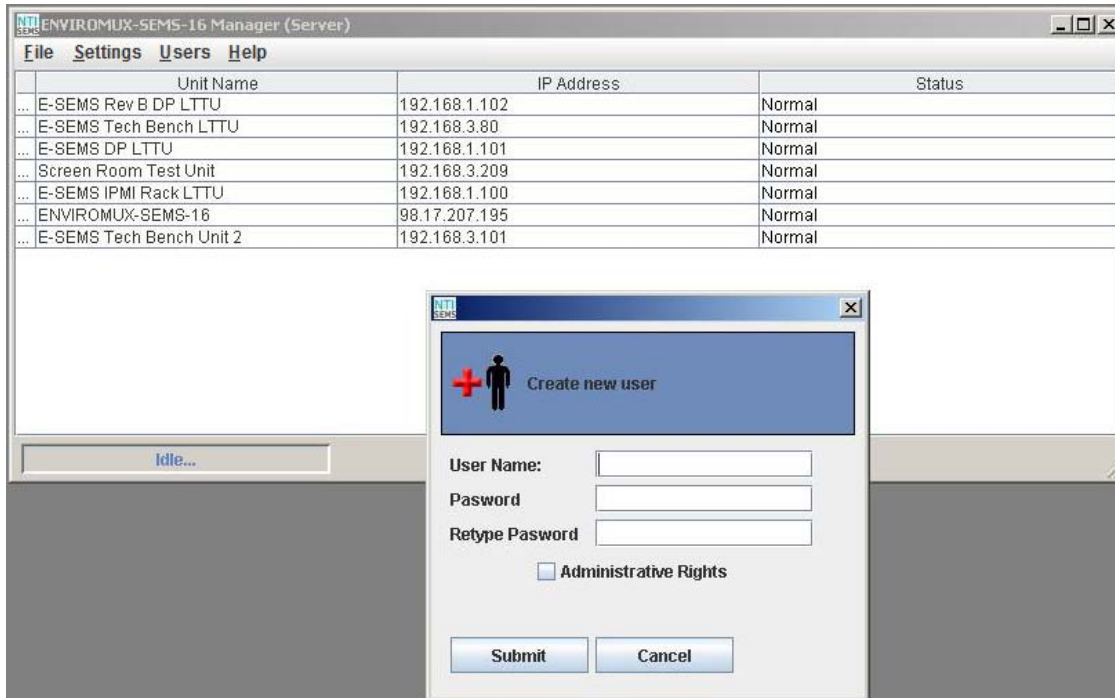 NTI SEMS ENVIROMUX-SEMS-16 Manager (Server)
File Settings Users Help
Unit Name IP Address Status
... E-SEMS Rev B DP LTTU 192.168.1.102 Normal
... E-SEMS Tech Bench LTTU 192.168.3.80 Normal
... E-SEMS DP LTTU 192.168.1.101 Normal
... Screen Room Test Unit 192.168.3.209 Normal
... E-SEMS IPMI Rack LTTU 192.168.1.100 Normal
... ENVIROMUX-SEMS-16 98.17.207.195 Normal
... E-SEMS Tech Bench Unit 2 192.168.3.101 Normal
Idle...
NTI SEMS
Create new user
User Name:
Pasword
Retype Pasword
Administrative Rights
Submit Cancel